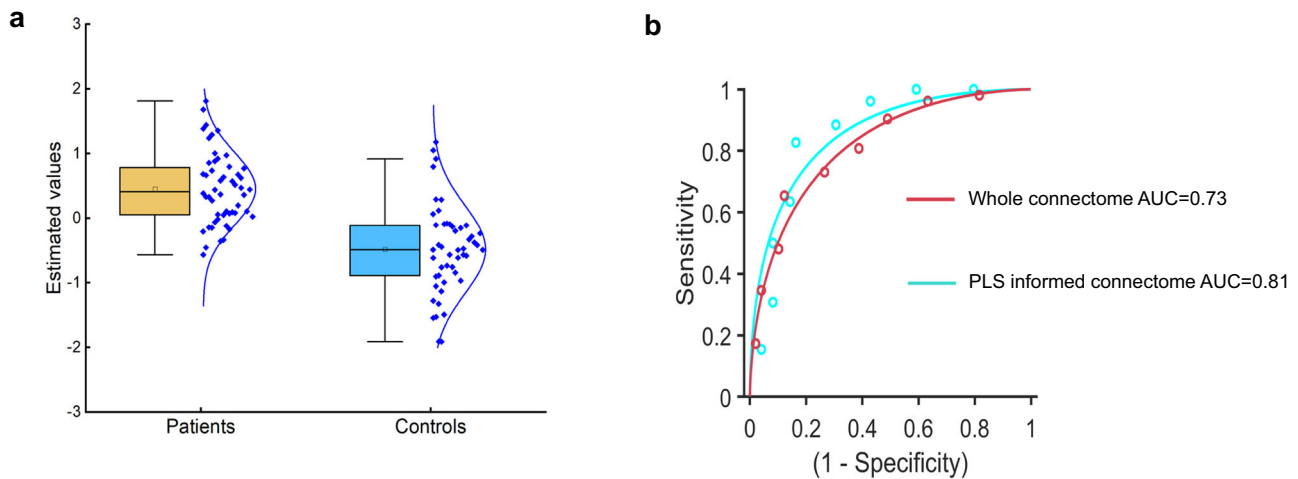 a
3
2
1
0
-1
-2
-3
Estimated values
Patients
Controls
b
1
0.8
0.6
0.4
0.2
0
Sensitivity
0 0.2 0.4 0.6 0.8 1
(1 - Specificity)
Whole connectome AUC=0.73
PLS informed connectome AUC=0.81